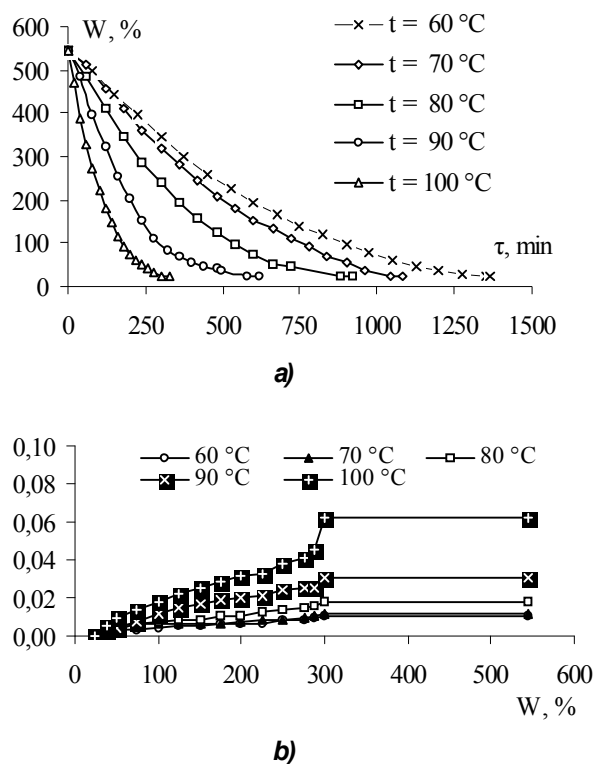 W, %
600
500
400
300
200
100
0
t = 60 °C
t = 70 °C
t = 80 °C
t = 90 °C
t = 100 °C
τ, min
0 250 500 750 1000 1250 1500
a)
0,10
0,08
0,06
0,04
0,02
0,00
60 °C 70 °C 80 °C
90 °C 100 °C
0 100 200 300 400 500 600
W, %
b)